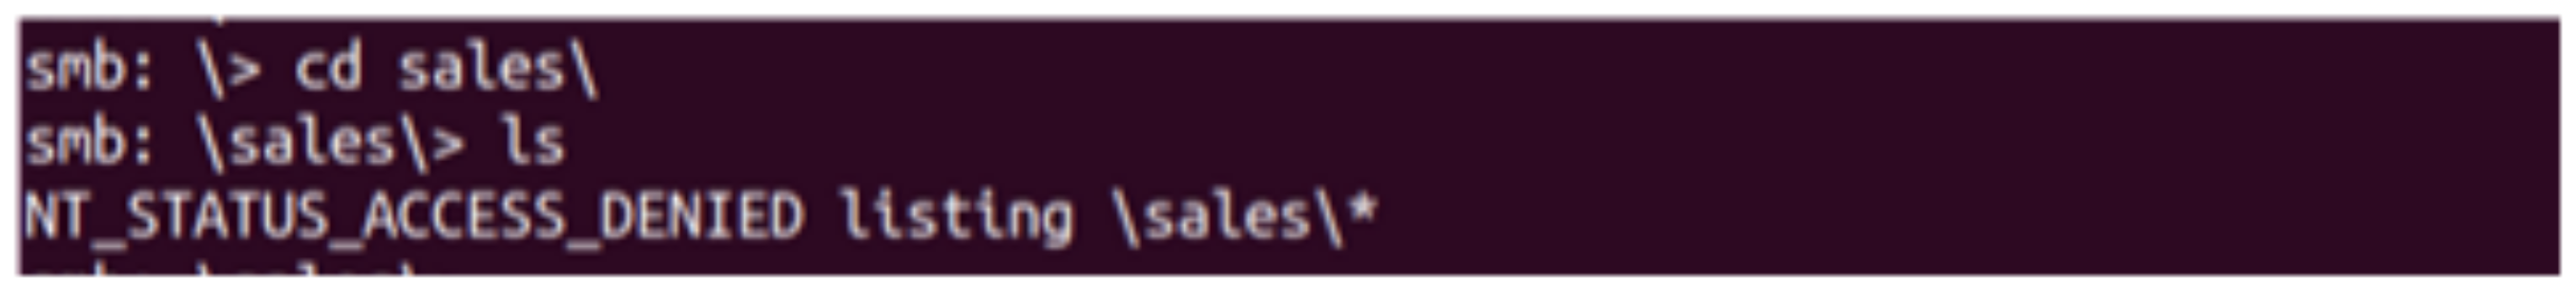 smb: \> cd sales\
smb: \sales\> ls
NT_STATUS_ACCESS_DENIED listing \sales\*